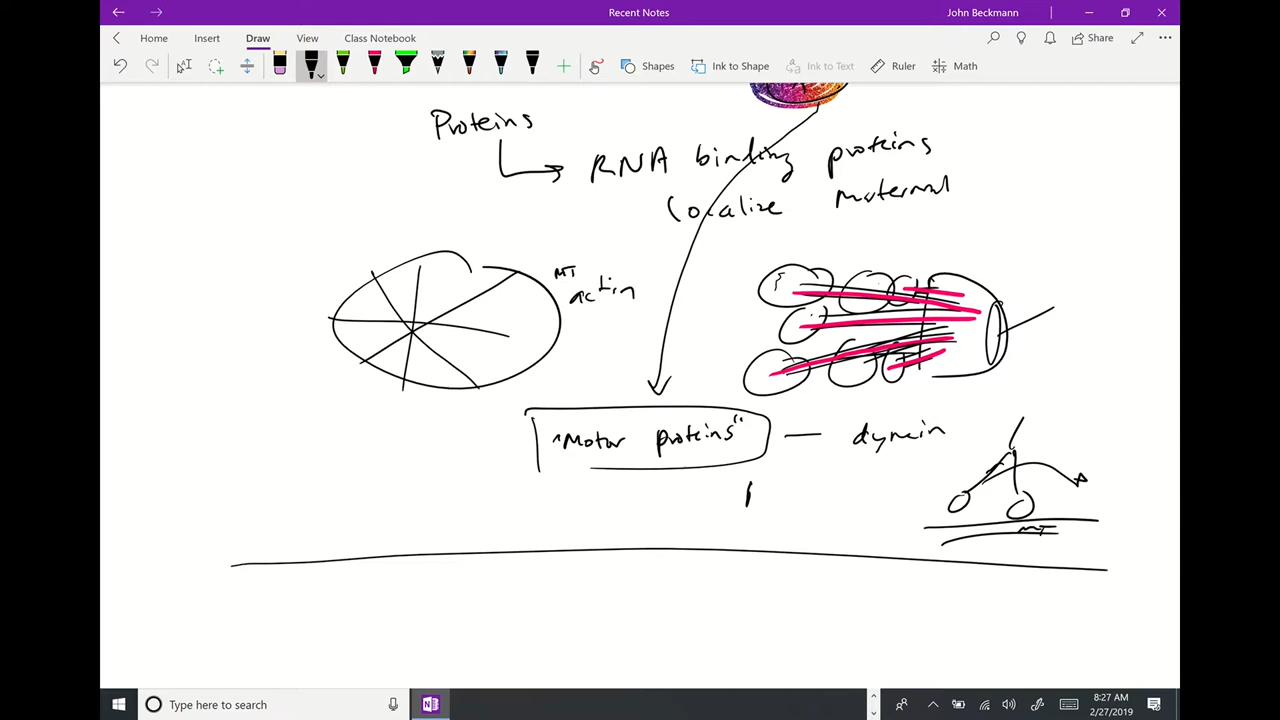 Recent Notes
John Beckmann
Home Insert Draw View Class Notebook
Share
Shapes Ink to Shape Ink to Text Ruler Math
Proteins
RNA binding proteins
localize maternal
MT
actin
"Motor proteins" — dynein
MT
Type here to search
8:27 AM
2/27/2019